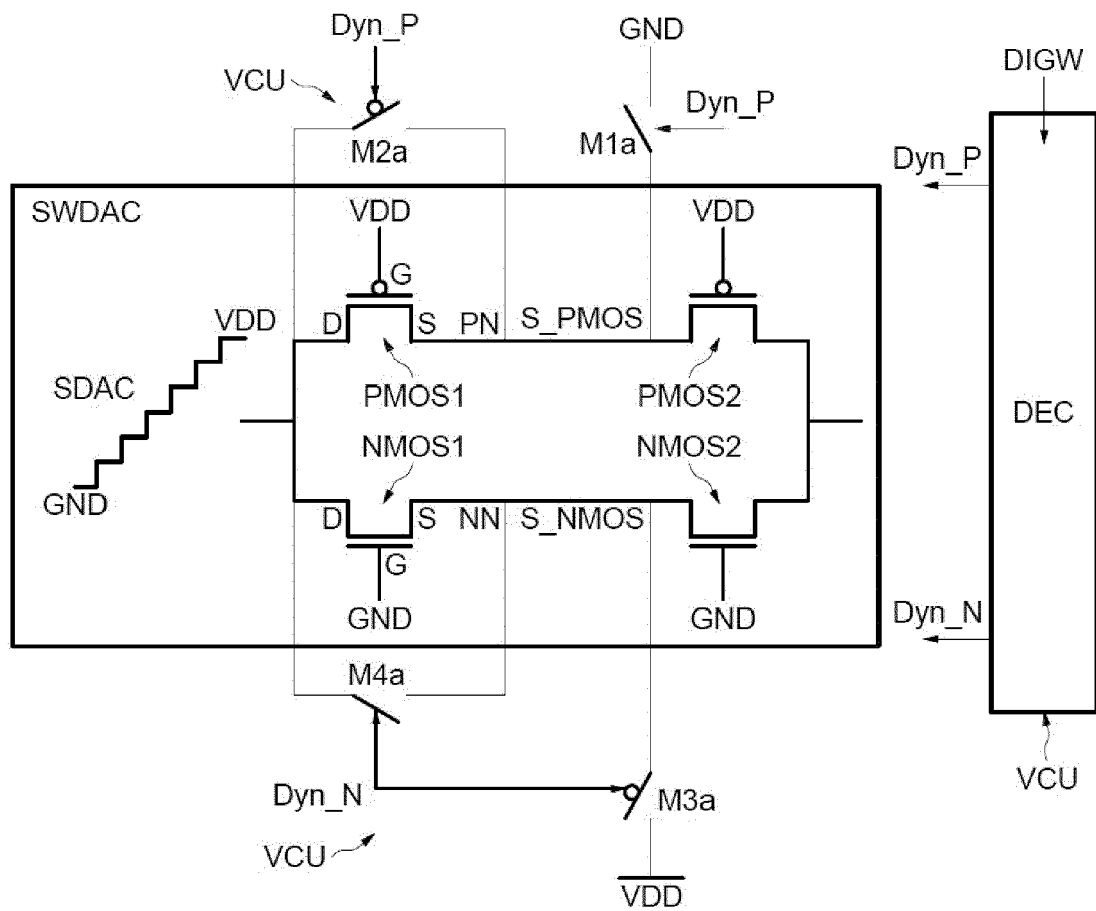 Dyn_P
GND
VCU
Dyn_P
DIGW
M2a
M1a
Dyn_P
SWDAC
VDD
VDD
G
D
S
PN
S_PMOS
VDD
SDAC
PMOS1
PMOS2
DEC
NMOS1
NMOS2
GND
D
S
NN
S_NMOS
G
GND
GND
Dyn_N
M4a
Dyn_N
M3a
VCU
VCU
VDD